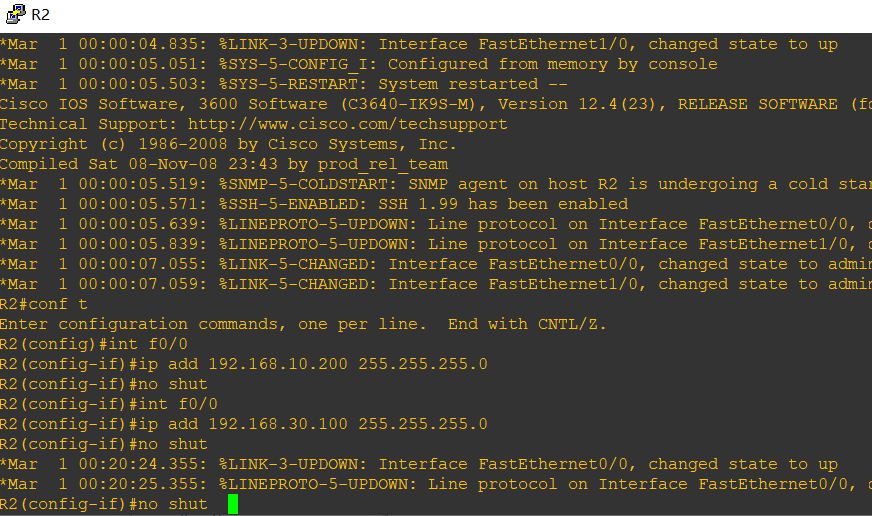 R2
*Mar  1 00:00:04.835: %LINK-3-UPDOWN: Interface FastEthernet1/0, changed state to up
*Mar  1 00:00:05.051: %SYS-5-CONFIG_I: Configured from memory by console
*Mar  1 00:00:05.503: %SYS-5-RESTART: System restarted --
Cisco IOS Software, 3600 Software (C3640-IK9S-M), Version 12.4(23), RELEASE SOFTWARE
Technical Support: http://www.cisco.com/techsupport
Copyright (c) 1986-2008 by Cisco Systems, Inc.
Compiled Sat 08-Nov-08 23:43 by prod_rel_team
*Mar  1 00:00:05.519: %SNMP-5-COLDSTART: SNMP agent on host R2 is undergoing a cold
*Mar  1 00:00:05.571: %SSH-5-ENABLED: SSH 1.99 has been enabled
*Mar  1 00:00:05.639: %LINEPROTO-5-UPDOWN: Line protocol on Interface FastEthernet0/0,
*Mar  1 00:00:05.839: %LINEPROTO-5-UPDOWN: Line protocol on Interface FastEthernet1/0,
*Mar  1 00:00:07.055: %LINK-5-CHANGED: Interface FastEthernet0/0, changed state to
*Mar  1 00:00:07.059: %LINK-5-CHANGED: Interface FastEthernet1/0, changed state to
R2#conf t
Enter configuration commands, one per line.  End with CNTL/Z.
R2(config)#int f0/0
R2(config-if)#ip add 192.168.10.200 255.255.255.0
R2(config-if)#no shut
R2(config-if)#int f0/0
R2(config-if)#ip add 192.168.30.100 255.255.255.0
R2(config-if)#no shut
*Mar  1 00:20:24.355: %LINK-3-UPDOWN: Interface FastEthernet0/0, changed state to up
*Mar  1 00:20:25.355: %LINEPROTO-5-UPDOWN: Line protocol on Interface FastEthernet0/0,
R2(config-if)#no shut